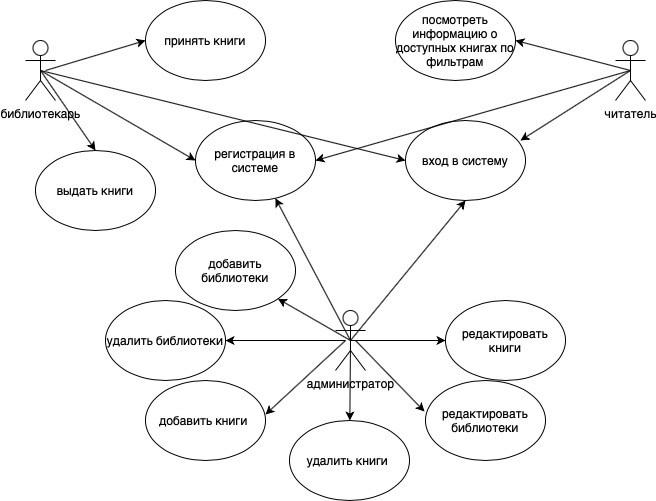 принять книги
посмотреть
информацию о
доступных книгах по
фильтрам
библиотекарь
читатель
регистрация в
системе
вход в систему
выдать книги
добавить
библиотеки
удалить библиотеки
редактировать
книги
администратор
добавить книги
редактировать
библиотеки
удалить книги